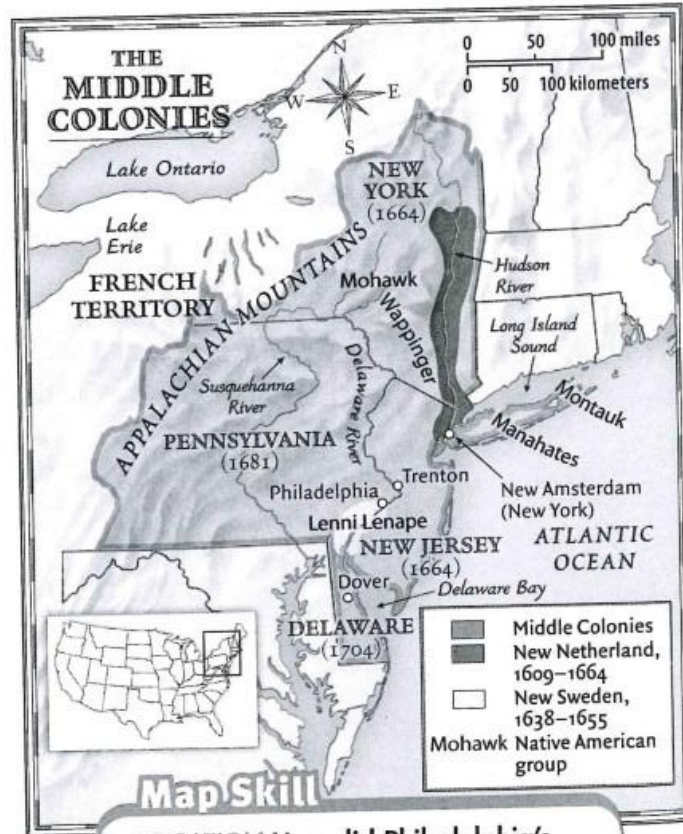 THE
MIDDLE
COLONIES
N
W
E
S
0 50 100 miles
0 50 100 kilometers
Lake Ontario
Lake
Erie
FRENCH
TERRITORY
APPALACHIAN MOUNTAINS
NEW
YORK
(1664)
Mohawk
Wappinger
Hudson
River
Long Island
Sound
Montauk
Manahates
Susquehanna
River
Delaware River
PENNSYLVANIA
(1681)
Trenton
Philadelphia
New Amsterdam
(New York)
Lenni Lenape
NEW JERSEY
(1664)
ATLANTIC
OCEAN
Dover
Delaware Bay
DELAWARE
(1704)
Middle Colonies
New Netherland,
1609–1664
New Sweden,
1638–1655
Mohawk Native American
group
Map Skill
did Philadelphia's